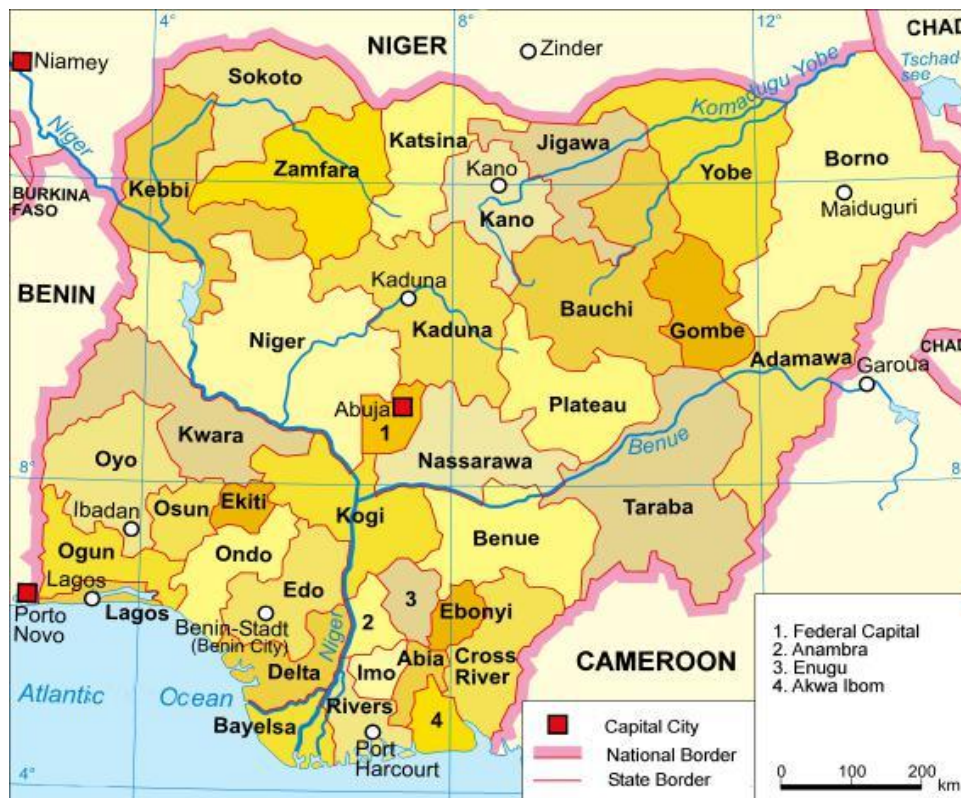 4°
8°
12°
CHAD
NIGER
Zinder
Niamey
Tschad-
see
Sokoto
Komadugu Yobe
Niger
Katsina
Jigawa
Zamfara
Kano
Yobe
Borno
Kebbi
BURKINA
FASO
Maiduguri
Kano
Kaduna
BENIN
Bauchi
Niger
Kaduna
Gombe
CHAD
Adamawa
Garoua
Abuja
Plateau
1
Kwara
Benue
Nassarawa
Oyo
8°
8
Ekiti
Ibadan
Osun
Kogi
Taraba
Benue
Ogun
Ondo
Lagos
Edo
3
Ebonyi
Porto
Novo
Lagos
2
Benin-Stadt
(Benin City)
Niger
Abia
Cross
River
CAMEROON
Delta
Imo
Atlantic Ocean
Rivers
Bayelsa
4
Port
Harcourt
4°
1. Federal Capital
2. Anambra
3. Enugu
4. Akwa Ibom
Capital City
National Border
State Border
0 100 200
km